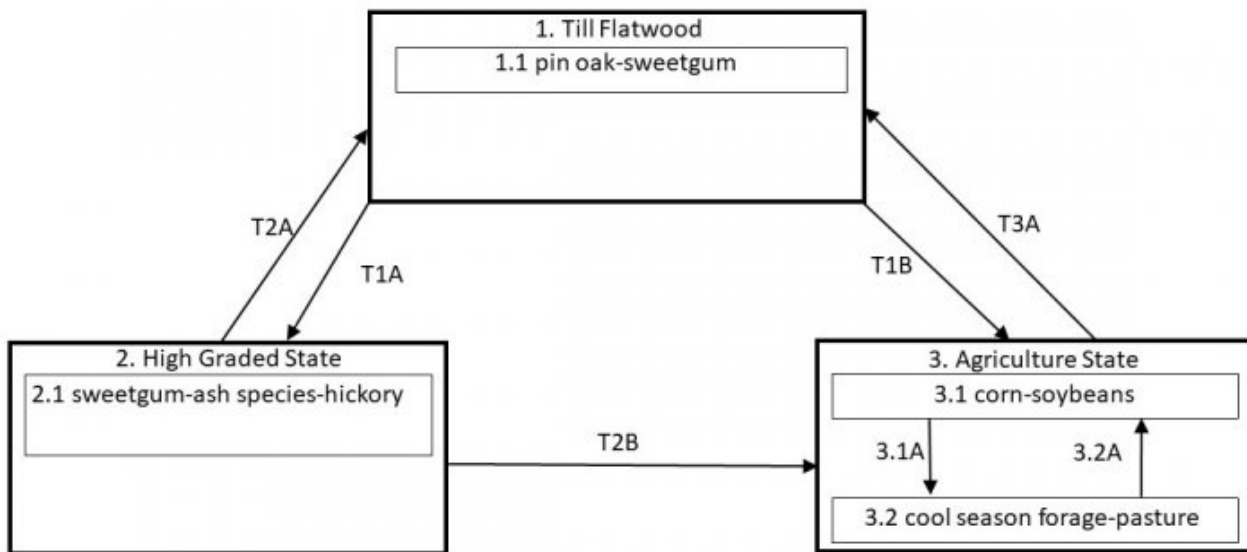 1. Till Flatwood
1.1 pin oak-sweetgum
T2A
T1A
T1B
T3A
2. High Graded State
2.1 sweetgum-ash species-hickory
T2B
3. Agriculture State
3.1 corn-soybeans
3.1A
3.2A
3.2 cool season forage-pasture